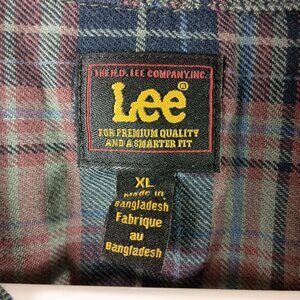 THE H.D. LEE COMPANY, INC.
Lee®
FOR PREMIUM QUALITY
AND A SMARTER FIT
XL
Made in
Bangladesh
Fabrique
au
Bangladesh